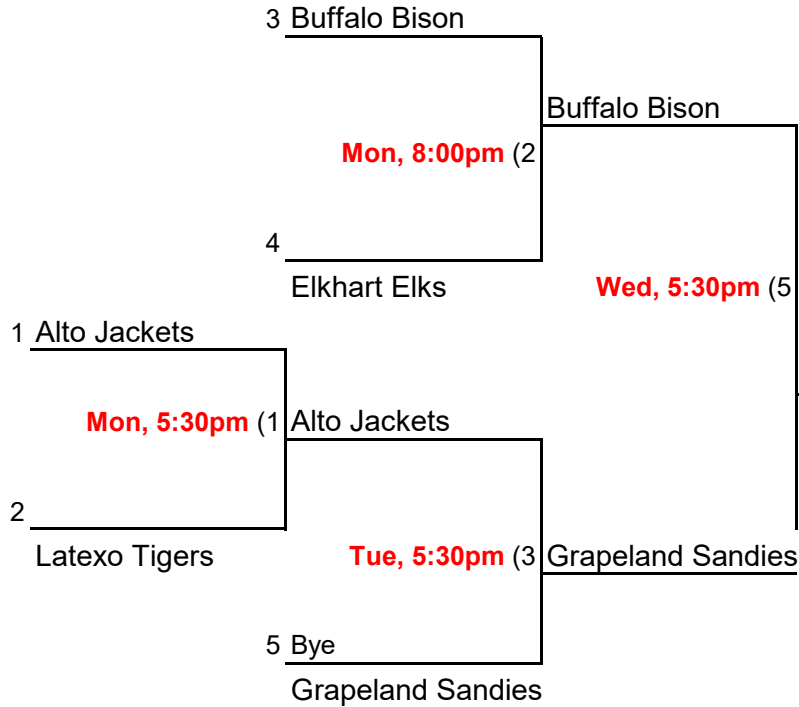 3 Buffalo Bison
Buffalo Bison
Mon, 8:00pm (2
4
Elkhart Elks
Wed, 5:30pm (5
1 Alto Jackets
Mon, 5:30pm (1
Alto Jackets
2
Latexo Tigers
Tue, 5:30pm (3
Grapeland Sandies
5 Bye
Grapeland Sandies